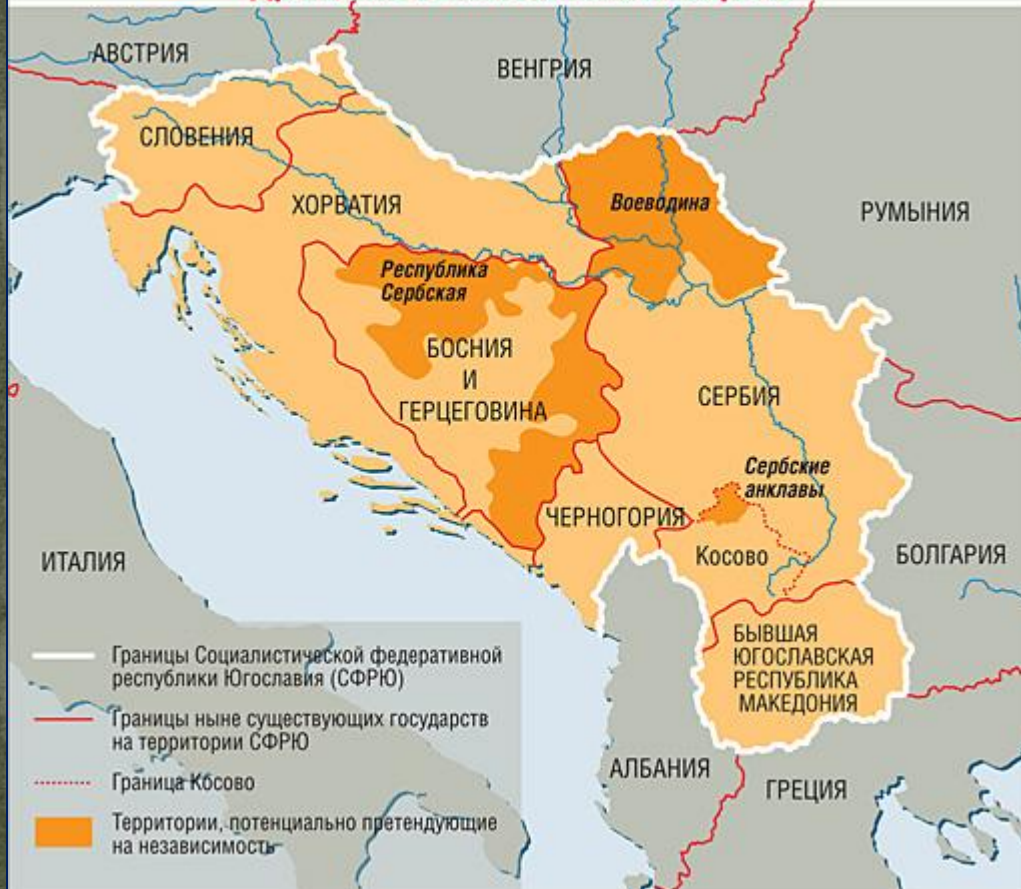 АВСТРИЯ
ВЕНГРИЯ
СЛОВЕНИЯ
ХОРВАТИЯ
Воеводина
РУМЫНИЯ
Республика
Сербская
БОСНИЯ
И
ГЕРЦЕГОВИНА
СЕРБИЯ
Сербские
анклавы
ЧЕРНОГОРИЯ
Косово
ИТАЛИЯ
БОЛГАРИЯ
БЫВШАЯ
ЮГОСЛАВСКАЯ
РЕСПУБЛИКА
МАКЕДОНИЯ
АЛБАНИЯ
ГРЕЦИЯ
Границы Социалистической федеративной
республики Югославия (СФРЮ)
Границы ныне существующих государств
на территории СФРЮ
Граница Косово
Территории, потенциально претендующие
на независимость